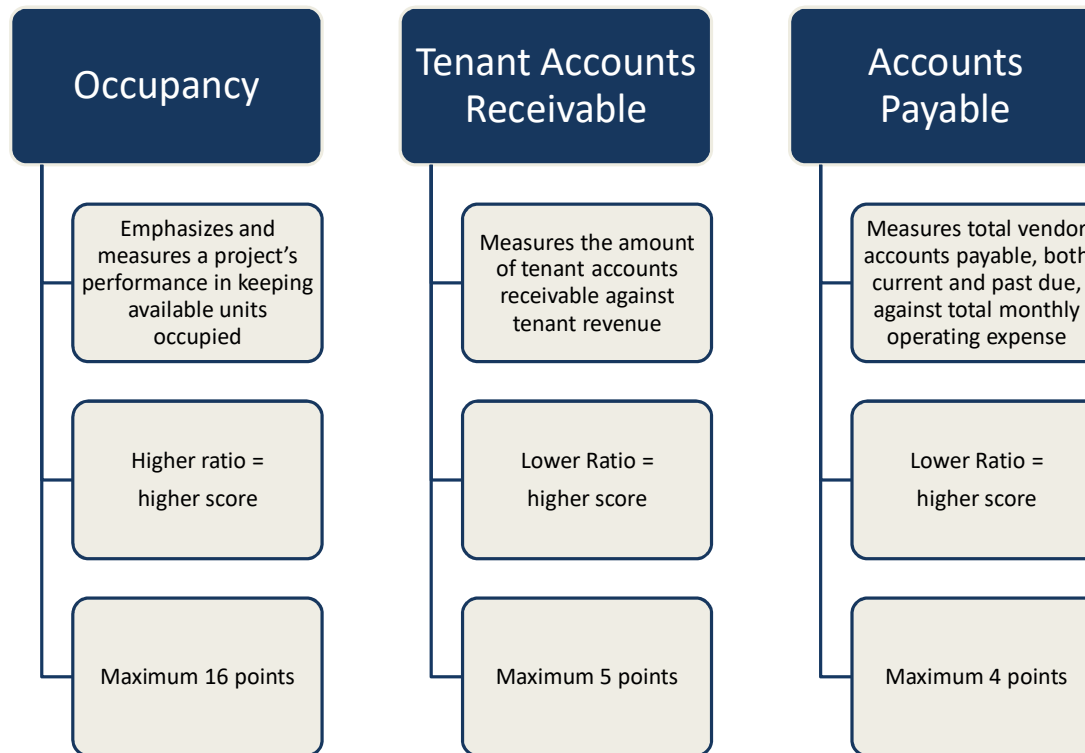 Occupancy
Emphasizes and
measures a project's
performance in keeping
available units
occupied
Higher ratio =
higher score
Maximum 16 points
Tenant Accounts
Receivable
Measures the amount
of tenant accounts
receivable against
tenant revenue
Lower Ratio =
higher score
Maximum 5 points
Accounts
Payable
Measures total vendor
accounts payable, both
current and past due,
against total monthly
operating expense
Lower Ratio =
higher score
Maximum 4 points